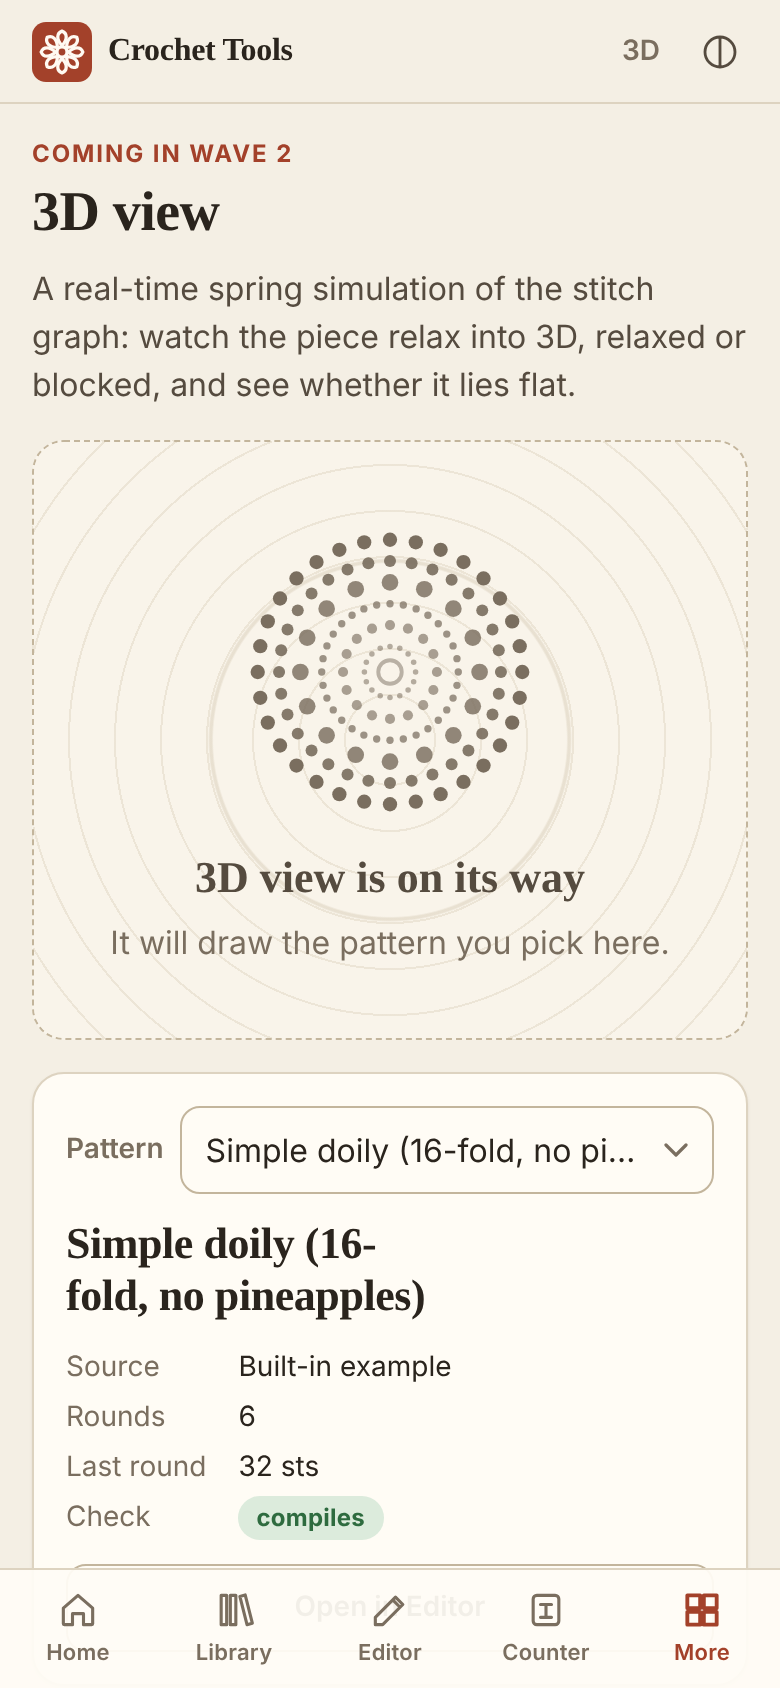 Crochet Tools
3D
COMING IN WAVE 2
3D view
A real-time spring simulation of the stitch
graph: watch the piece relax into 3D, relaxed or
blocked, and see whether it lies flat.
3D view is on its way
It will draw the pattern you pick here.
Pattern
Simple doily (16-fold, no pi...
Simple doily (16-
fold, no pineapples)
Source Built-in example
Rounds 6
Last round 32 sts
Check compiles
Open in Editor
Home Library Editor Counter More